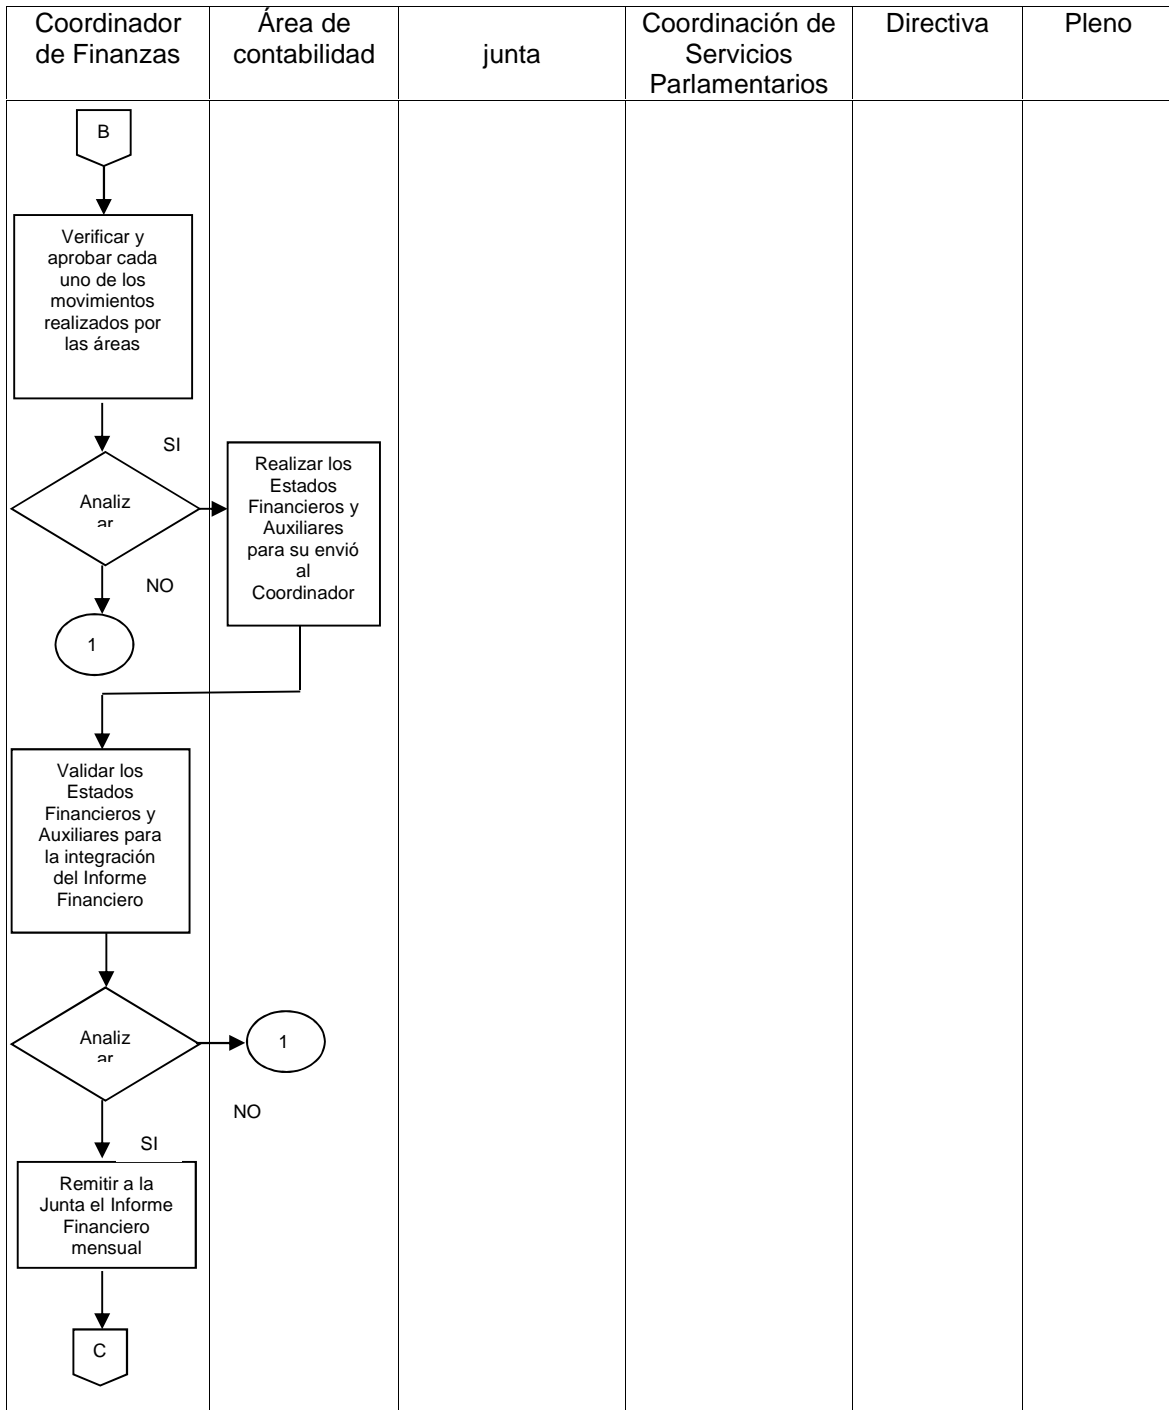 Coordinador
de Finanzas
Área de
contabilidad
junta
Coordinación de
Servicios
Parlamentarios
Directiva
Pleno
B
Verificar y
aprobar cada
uno de los
movimientos
realizados por
las áreas
SI
Analiz
ar
Realizar los
Estados
Financieros y
Auxiliares
para su envió
al
Coordinador
NO
1
Validar los
Estados
Financieros y
Auxiliares para
la integración
del Informe
Financiero
Analiz
ar
1
NO
SI
Remitir a la
Junta el Informe
Financiero
mensual
C